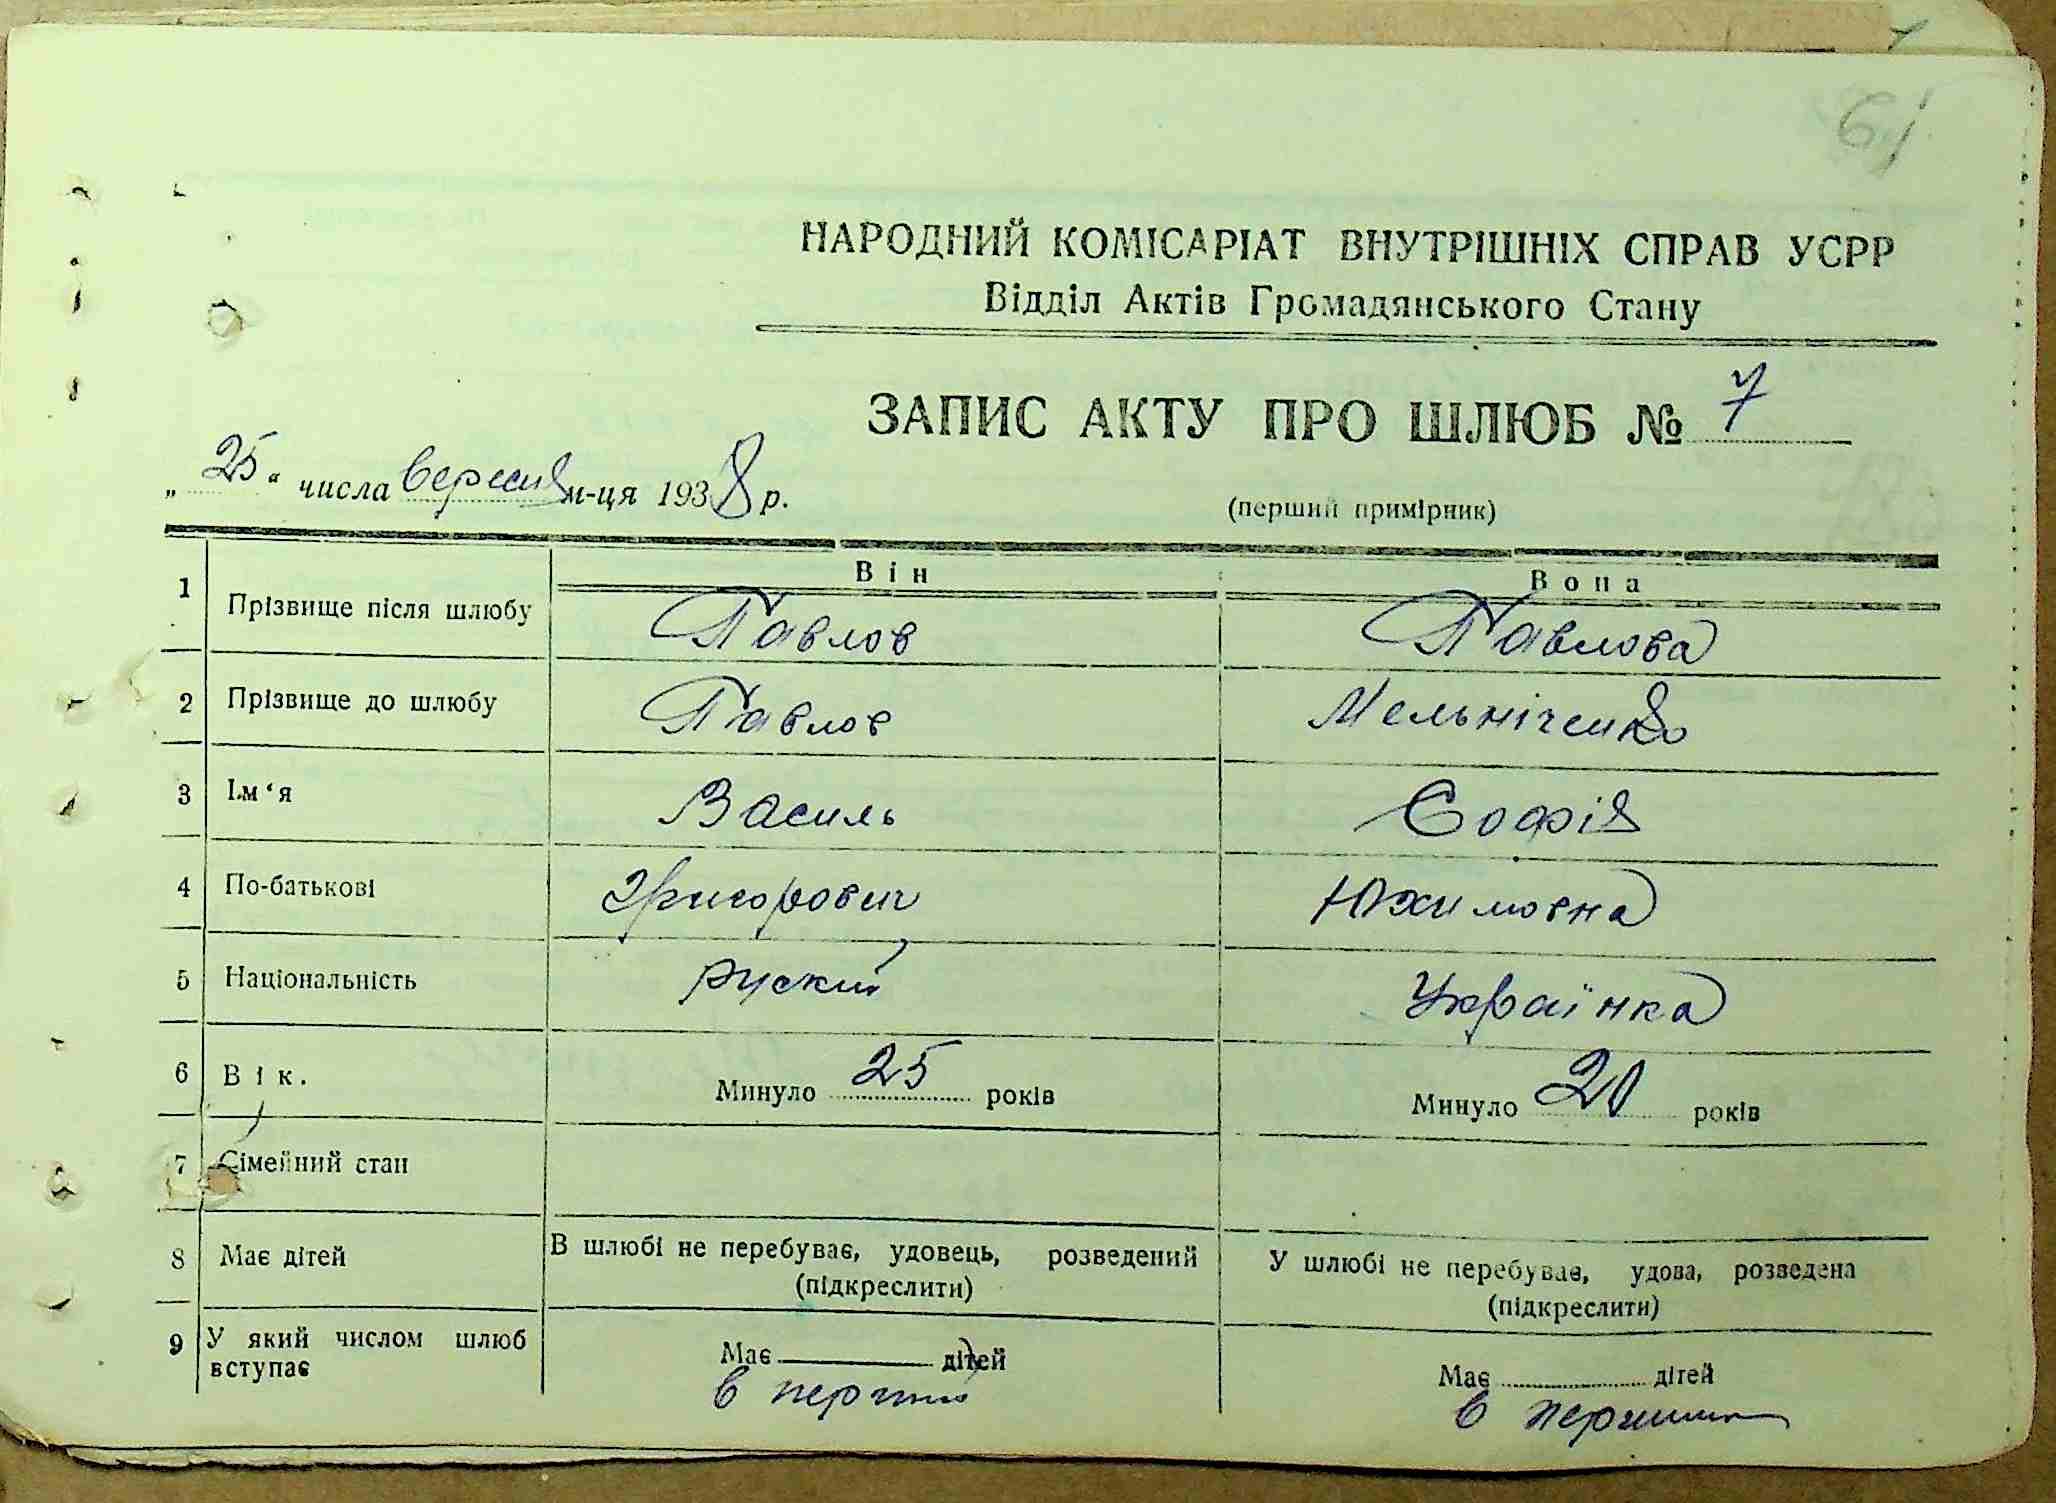 61
НАРОДНИЙ КОМІСАРІАТ ВНУТРІШНІХ СПРАВ УСРР
Відділ Актів Громадянського Стану
ЗАПИС АКТУ ПРО ШЛЮБ № 7
„25“ числа вересня м-ця 1938 р.
(перший примірник)
Він Вона
1 Прізвище після шлюбу Павлов Павлова
2 Прізвище до шлюбу Павлов Мельніченко
3 Ім‘я Василь Софія
4 По-батькові Григорович Юхимовна
5 Національність руский Українка
6 Вік. Минуло 25 років Минуло 20 років
7 Сімейний стан
8 Має дітей В шлюбі не перебуває, удовець, розведений У шлюбі не перебуває, удова, розведена
(підкреслити) (підкреслити)
9 У який числом шлюб вступає Має дітей Має дітей
в перший в перший